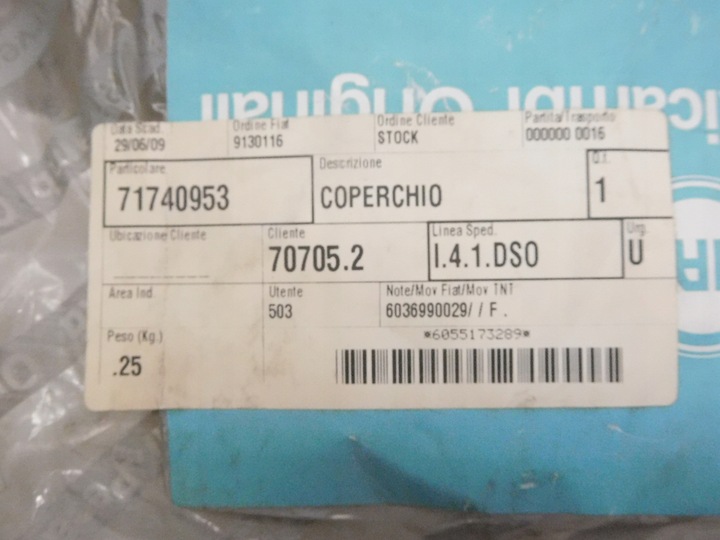 Ricambi Originali
Data Scad. Ordine Fiat Ordine Cliente Partita/Trasporto
29/06/09 9130116 STOCK 000000 0016
Particolare Descrizione Q.t.
71740953 COPERCHIO 1
Ubicazione Cliente Cliente Linea Sped. Urg.
70705.2 I.4.1.DSO U
Area Ind. Utente Note/Mov Fiat/Mov TNT
503 6036990029/ / F .
Peso (Kg.) *6055173289*
.25